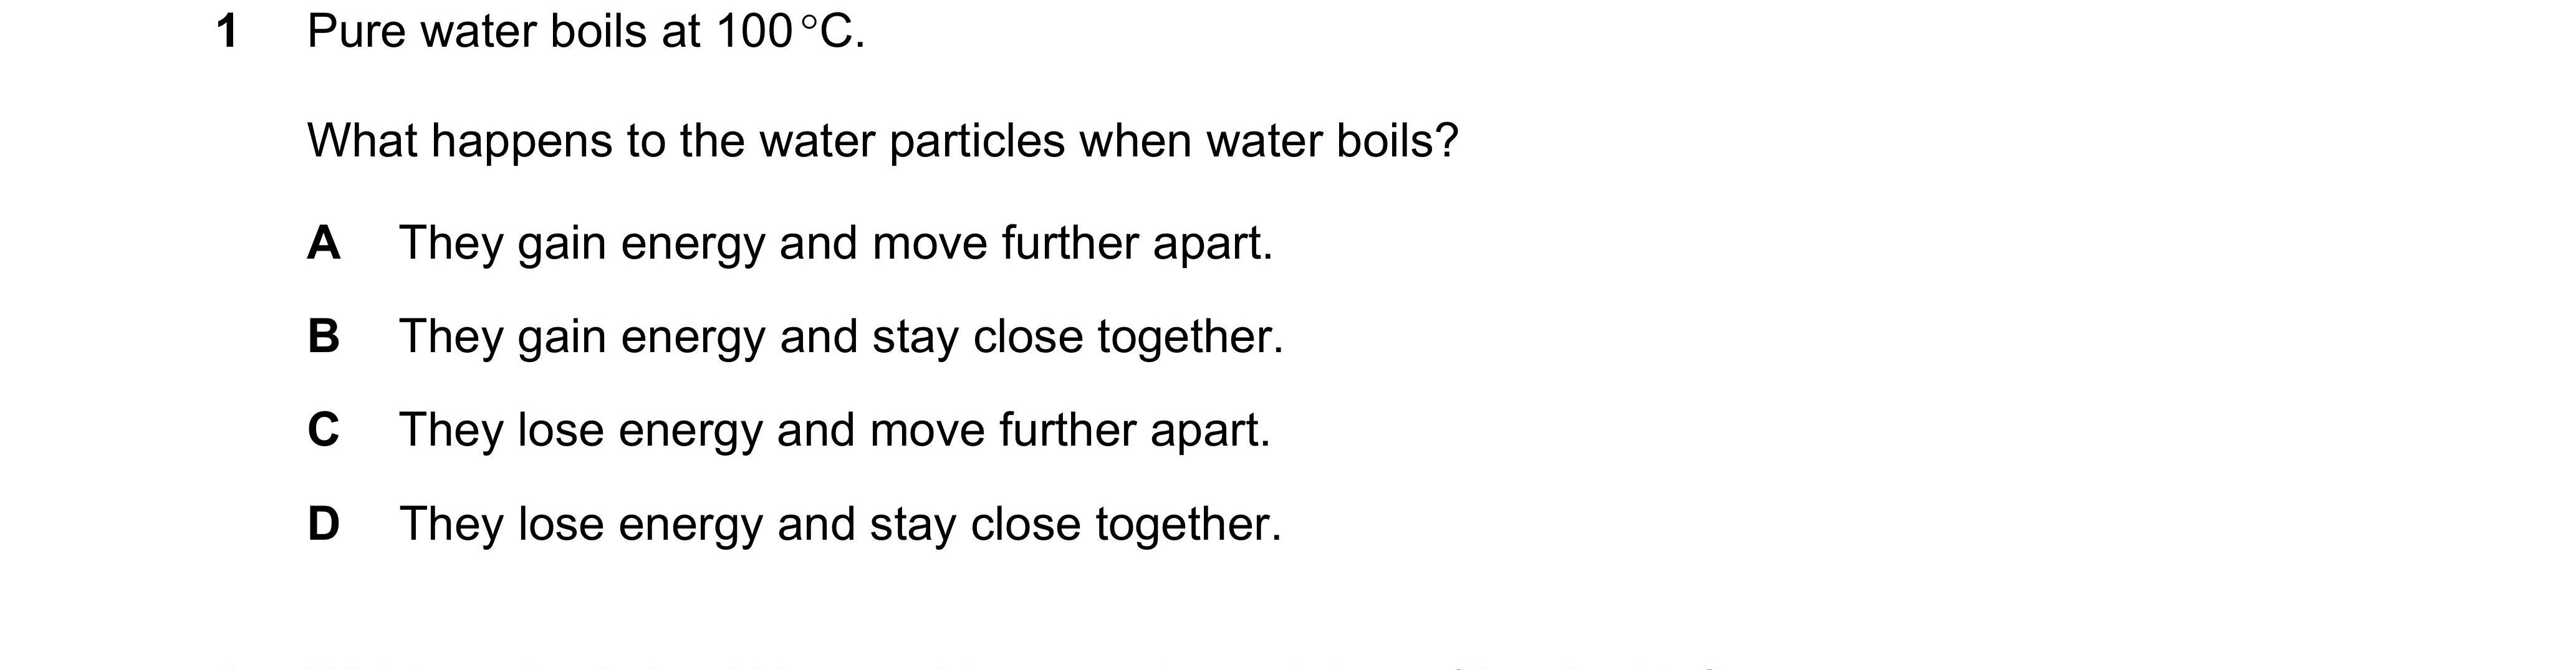 1 Pure water boils at 100 °C.
What happens to the water particles when water boils?
A They gain energy and move further apart.
B They gain energy and stay close together.
C They lose energy and move further apart.
D They lose energy and stay close together.